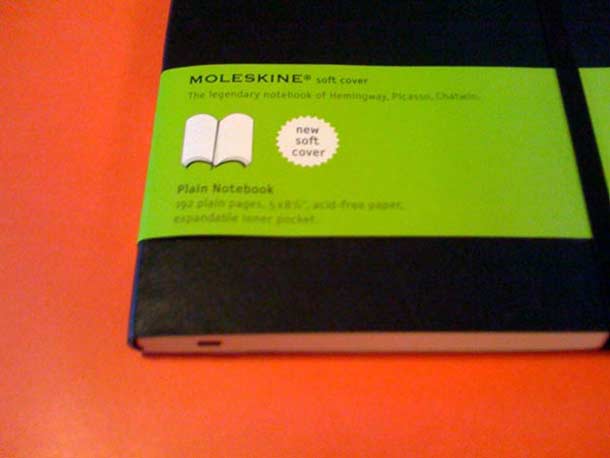 MOLESKINE® soft cover
The legendary notebook of Hemingway, Picasso, Chatwin.
new
soft
cover
Plain Notebook
192 plain pages, 5 x 8¼", acid-free paper,
expandable inner pocket.